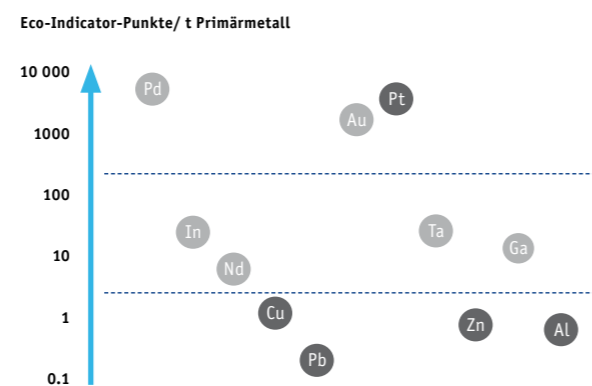 Eco-Indicator-Punkte/ t Primärmetall
10 000
Pd
Pt
Au
1000
100
In
Ta
Ga
10
Nd
1
Cu
Zn
Al
Pb
0.1